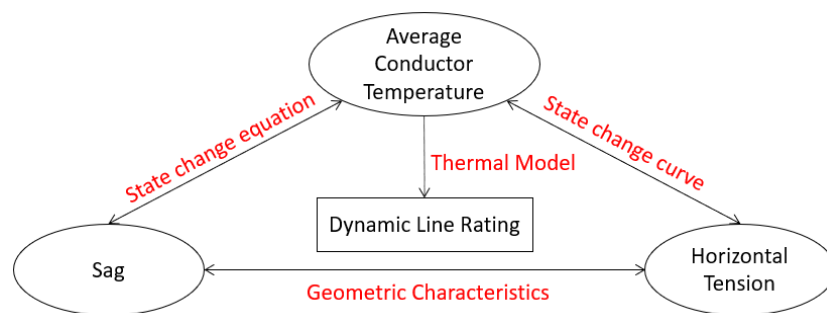 Average
Conductor
Temperature
State change equation
State change curve
Thermal Model
Dynamic Line Rating
Sag
Horizontal
Tension
Geometric Characteristics